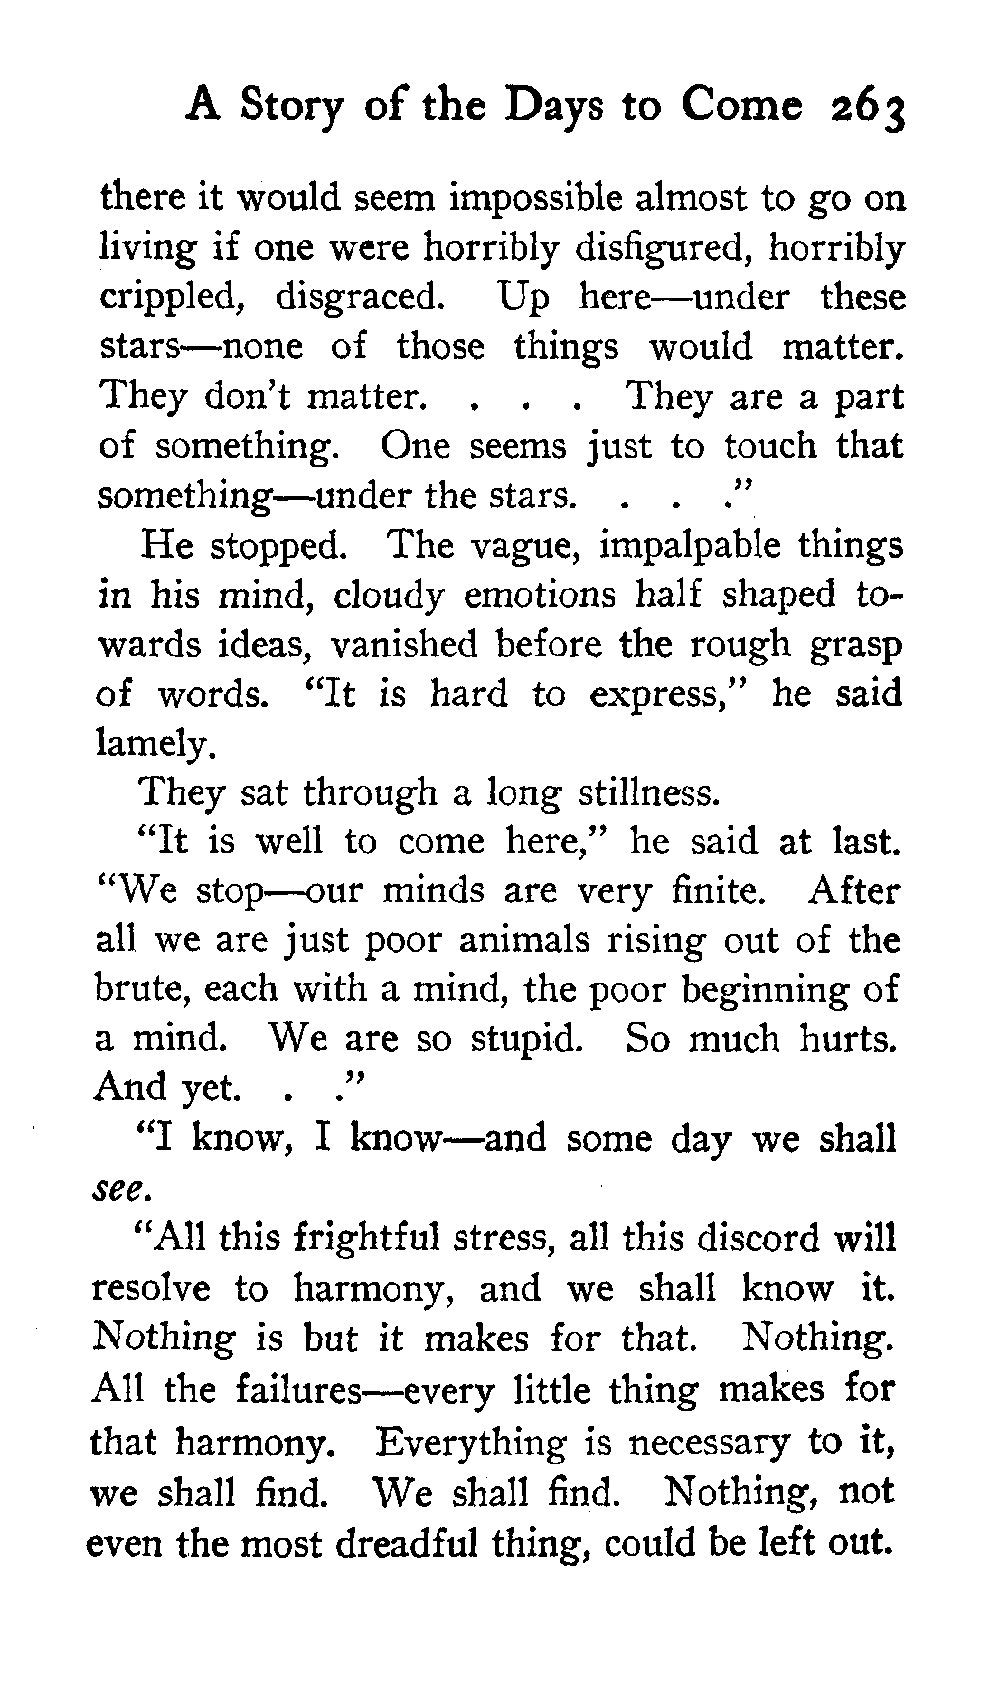 A Story of the Days to Come 263
there it would seem impossible almost to go on
living if one were horribly disfigured, horribly
crippled, disgraced. Up here—under these
stars—none of those things would matter.
They don't matter. . . . They are a part
of something. One seems just to touch that
something—under the stars. . . ."
He stopped. The vague, impalpable things
in his mind, cloudy emotions half shaped to-
wards ideas, vanished before the rough grasp
of words. "It is hard to express," he said
lamely.
They sat through a long stillness.
"It is well to come here," he said at last.
"We stop—our minds are very finite. After
all we are just poor animals rising out of the
brute, each with a mind, the poor beginning of
a mind. We are so stupid. So much hurts.
And yet. . ."
"I know, I know—and some day we shall
see.
"All this frightful stress, all this discord will
resolve to harmony, and we shall know it.
Nothing is but it makes for that. Nothing.
All the failures—every little thing makes for
that harmony. Everything is necessary to it,
we shall find. We shall find. Nothing, not
even the most dreadful thing, could be left out.